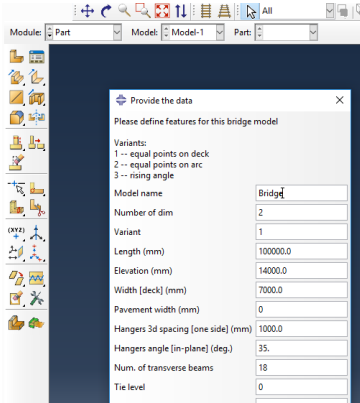 All
Module: Part Model: Model-1 Part:
Provide the data
Please define features for this bridge model
Variants:
1 -- equal points on deck
2 -- equal points on arc
3 -- rising angle
Model name Bridge
Number of dim 2
Variant 1
Length (mm) 100000.0
Elevation (mm) 14000.0
Width [deck] (mm) 7000.0
Pavement width (mm) 0
Hangers 3d spacing [one side] (mm) 1000.0
Hangers angle [in-plane] (deg.) 35.
Num. of transverse beams 18
Tie level 0
(XYZ)